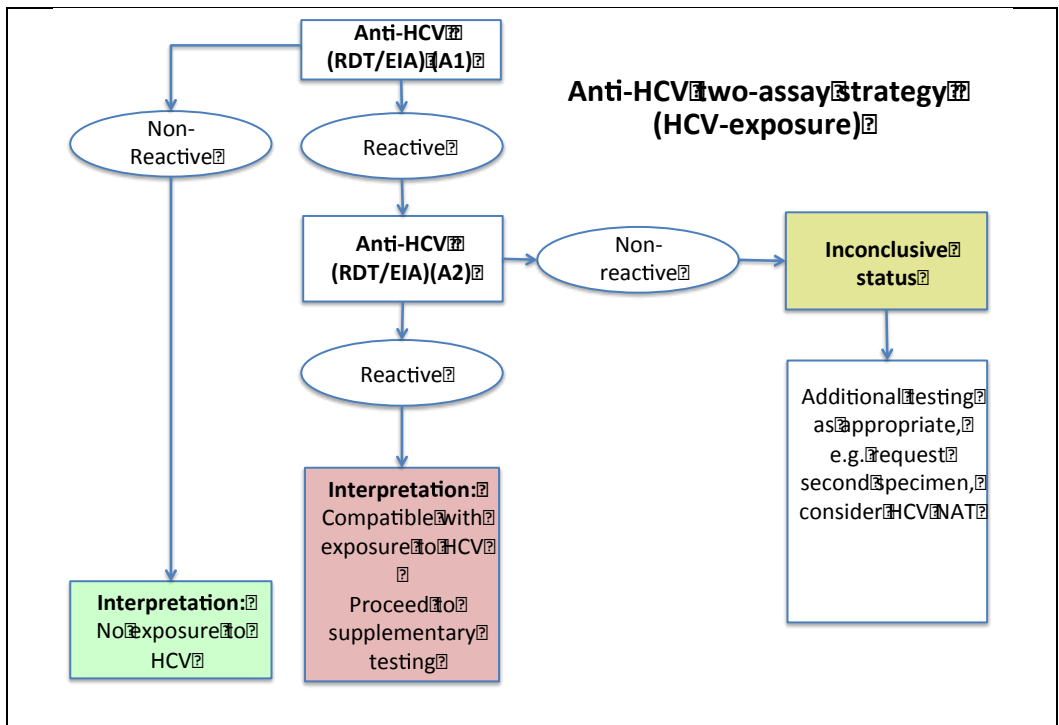 Anti-HCV
(RDT/EIA) (A1)
Anti-HCV two-assay strategy
(HCV-exposure)
Non-
Reactive
Reactive
Anti-HCV
(RDT/EIA)(A2)
Non-
reactive
Inconclusive
status
Reactive
Additional testing
as appropriate,
e.g. request
second specimen,
consider HCV NAT
Interpretation:
Compatible with
exposure to HCV
Proceed to
supplementary
testing
Interpretation:
No exposure to
HCV